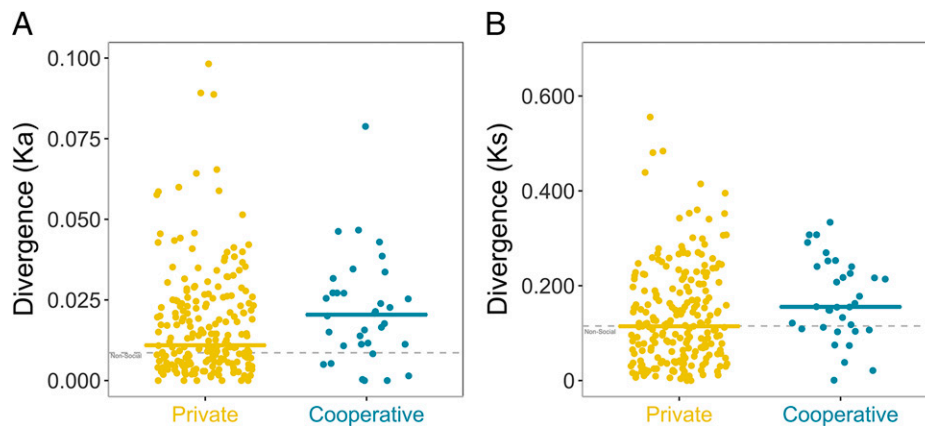 A
Divergence (Ka)
0.100
0.075
0.050
0.025
0.000
Non-Social
Private
Cooperative
B
Divergence (Ks)
0.600
0.400
0.200
0
Non-Social
Private
Cooperative